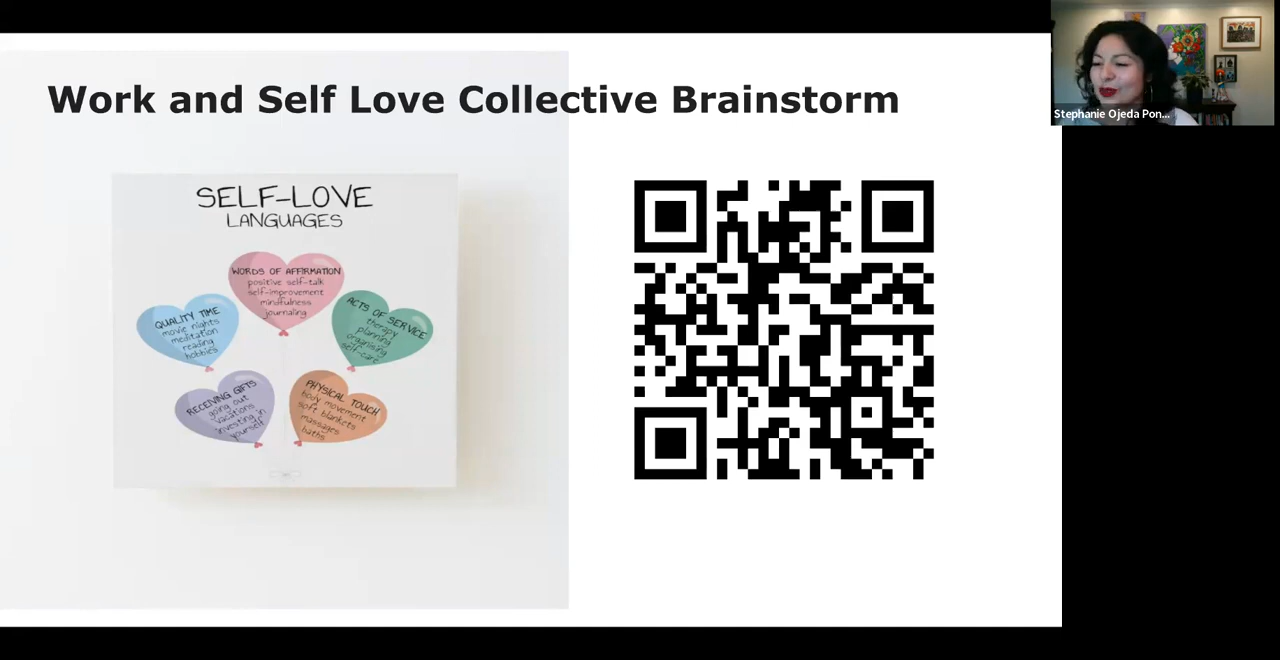 Work and Self Love Collective Brainstorm
Stephanie Ojeda Pon...
SELF-LOVE
LANGUAGES
WORDS OF AFFIRMATION
positive self-talk
self-improvement
mindfulness
journaling
QUALITY TIME
movie nights
meditation
reading
hobbies
ACTS OF SERVICE
therapy
planning
organising
self-care
RECEIVING GIFTS
going out
vacations
investing in
yourself
PHYSICAL TOUCH
body movement
soft blankets
massages
baths